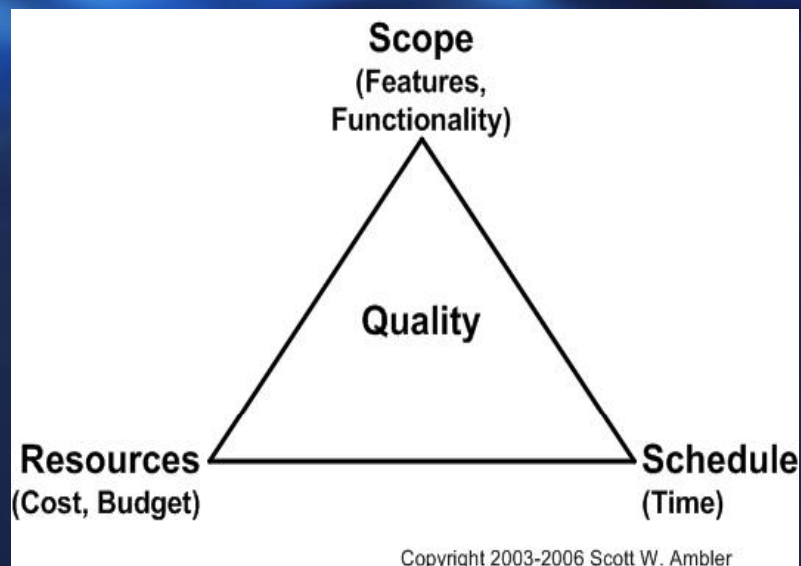 Scope
(Features,
Functionality)
Quality
Resources
(Cost, Budget)
Schedule
(Time)
Copyright 2003-2006 Scott W. Ambler